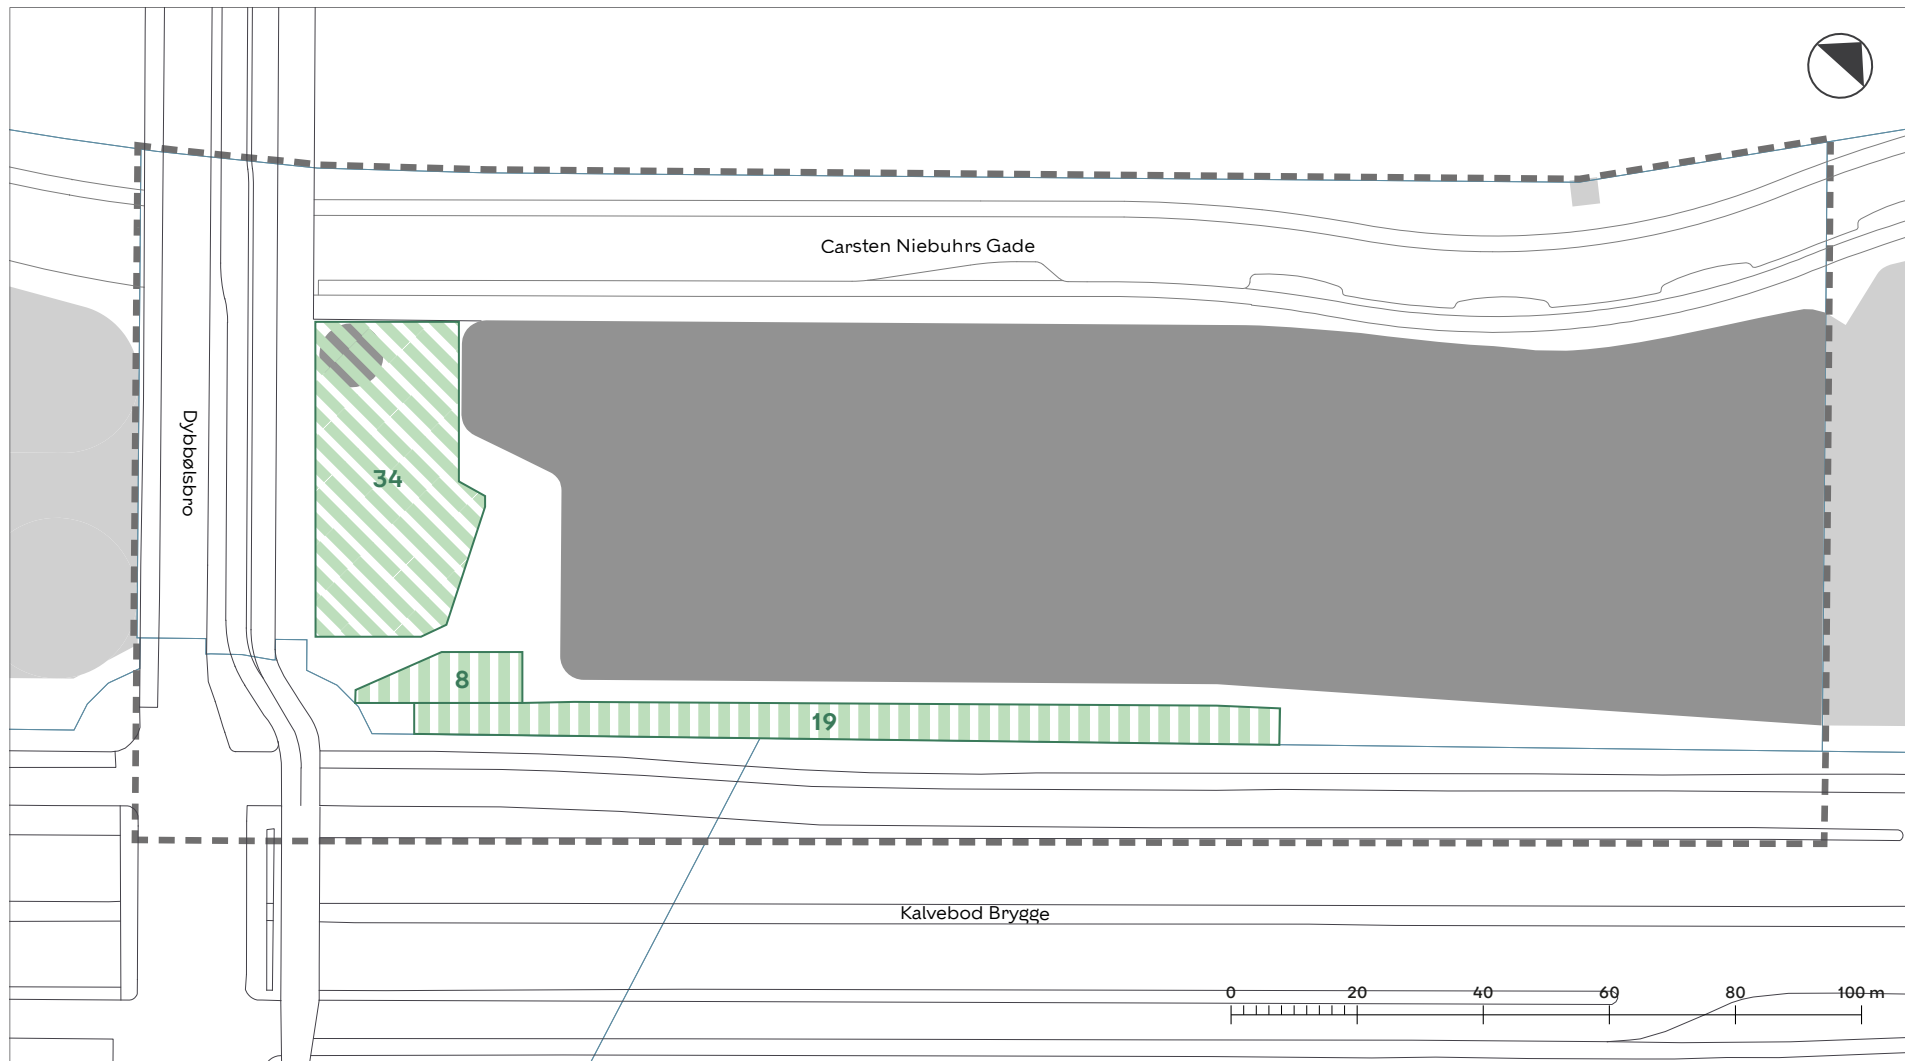 Carsten Niebuhrs Gade
Dybbølsbro
34
8
19
Kalvebod Brygge
0 20 40 60 80 100 m